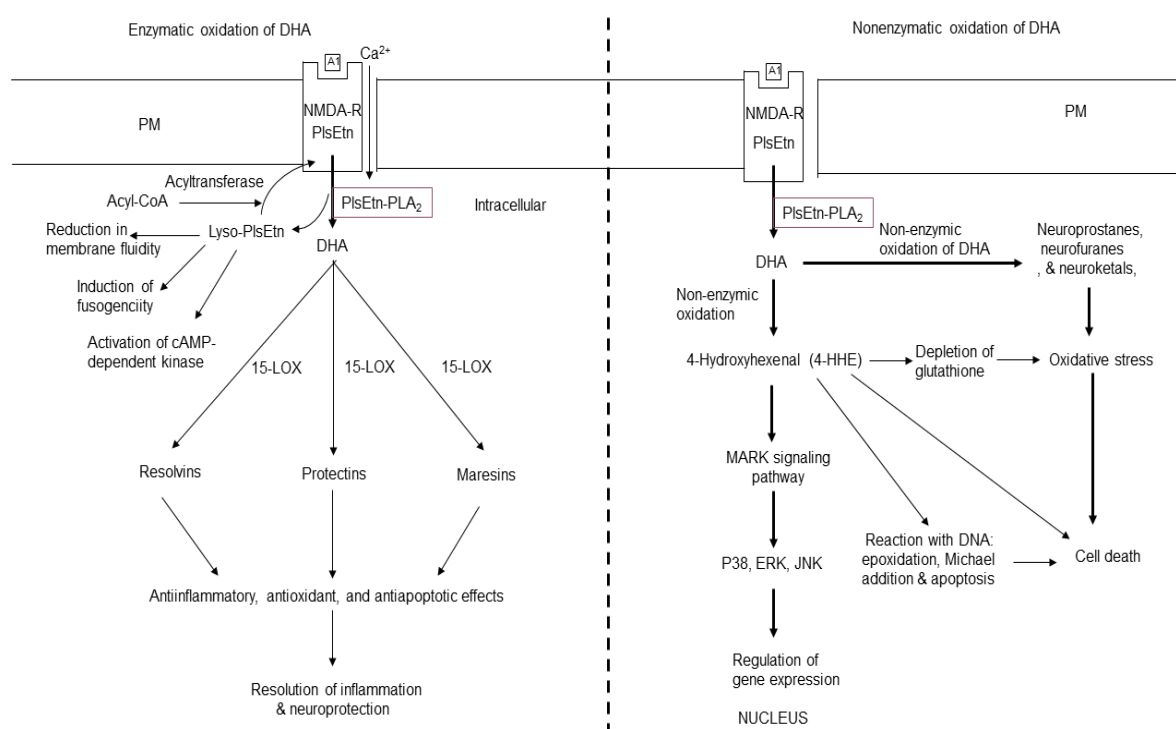 Enzymatic oxidation of DHA
A1
Ca²⁺
NMDA-R
PlsEtn
PM
Acyltransferase
Acyl-CoA
PlsEtn-PLA₂
Intracellular
Reduction in
membrane fluidity
Lyso-PlsEtn
DHA
Induction of
fusogenciity
Activation of cAMP-
dependent kinase
15-LOX
15-LOX
15-LOX
Resolvins
Protectins
Maresins
Antiinflammatory, antioxidant, and antiapoptotic effects
Resolution of inflammation
& neuroprotection
Nonenzymatic oxidation of DHA
A1
NMDA-R
PlsEtn
PM
PlsEtn-PLA₂
Non-enzymic
oxidation of DHA
Neuroprostanes,
neurofuranes
, & neuroketals,
DHA
Non-enzymic
oxidation
4-Hydroxyhexenal (4-HHE)
Depletion of
glutathione
Oxidative stress
MARK signaling
pathway
Reaction with DNA:
epoxidation, Michael
addition & apoptosis
Cell death
P38, ERK, JNK
Regulation of
gene expression
NUCLEUS